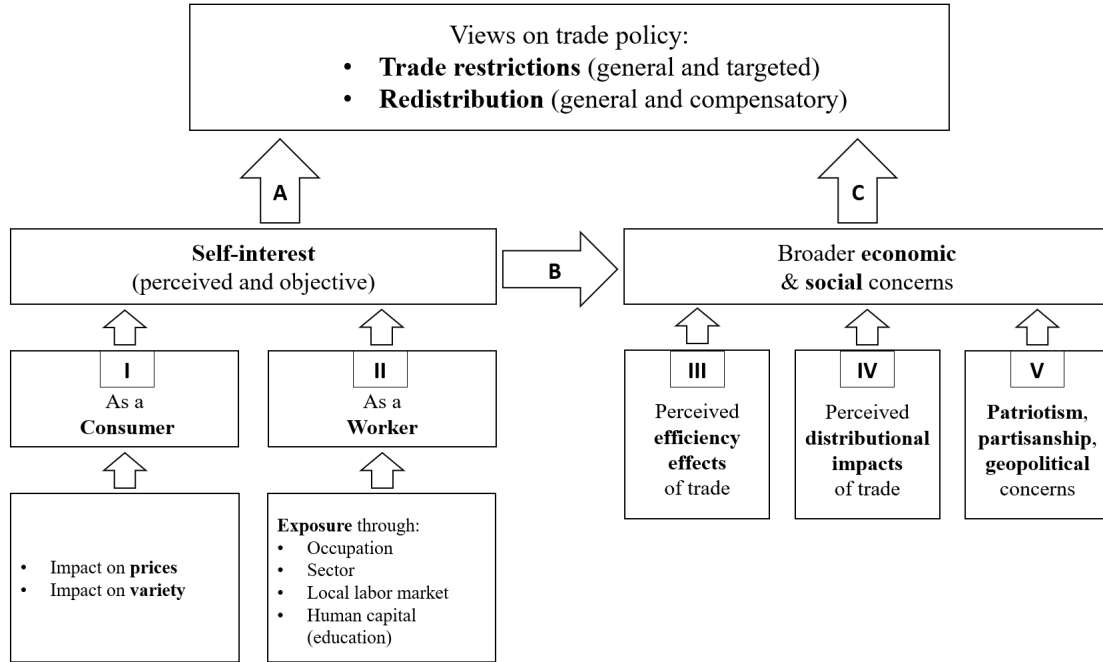 Views on trade policy:
• Trade restrictions (general and targeted)
• Redistribution (general and compensatory)
A
C
Self-interest
(perceived and objective)
B
Broader economic
& social concerns
I
As a
Consumer
II
As a
Worker
III
Perceived
efficiency
effects
of trade
IV
Perceived
distributional
impacts
of trade
V
Patriotism,
partisanship,
geopolitical
concerns
• Impact on prices
• Impact on variety
Exposure through:
• Occupation
• Sector
• Local labor market
• Human capital
(education)